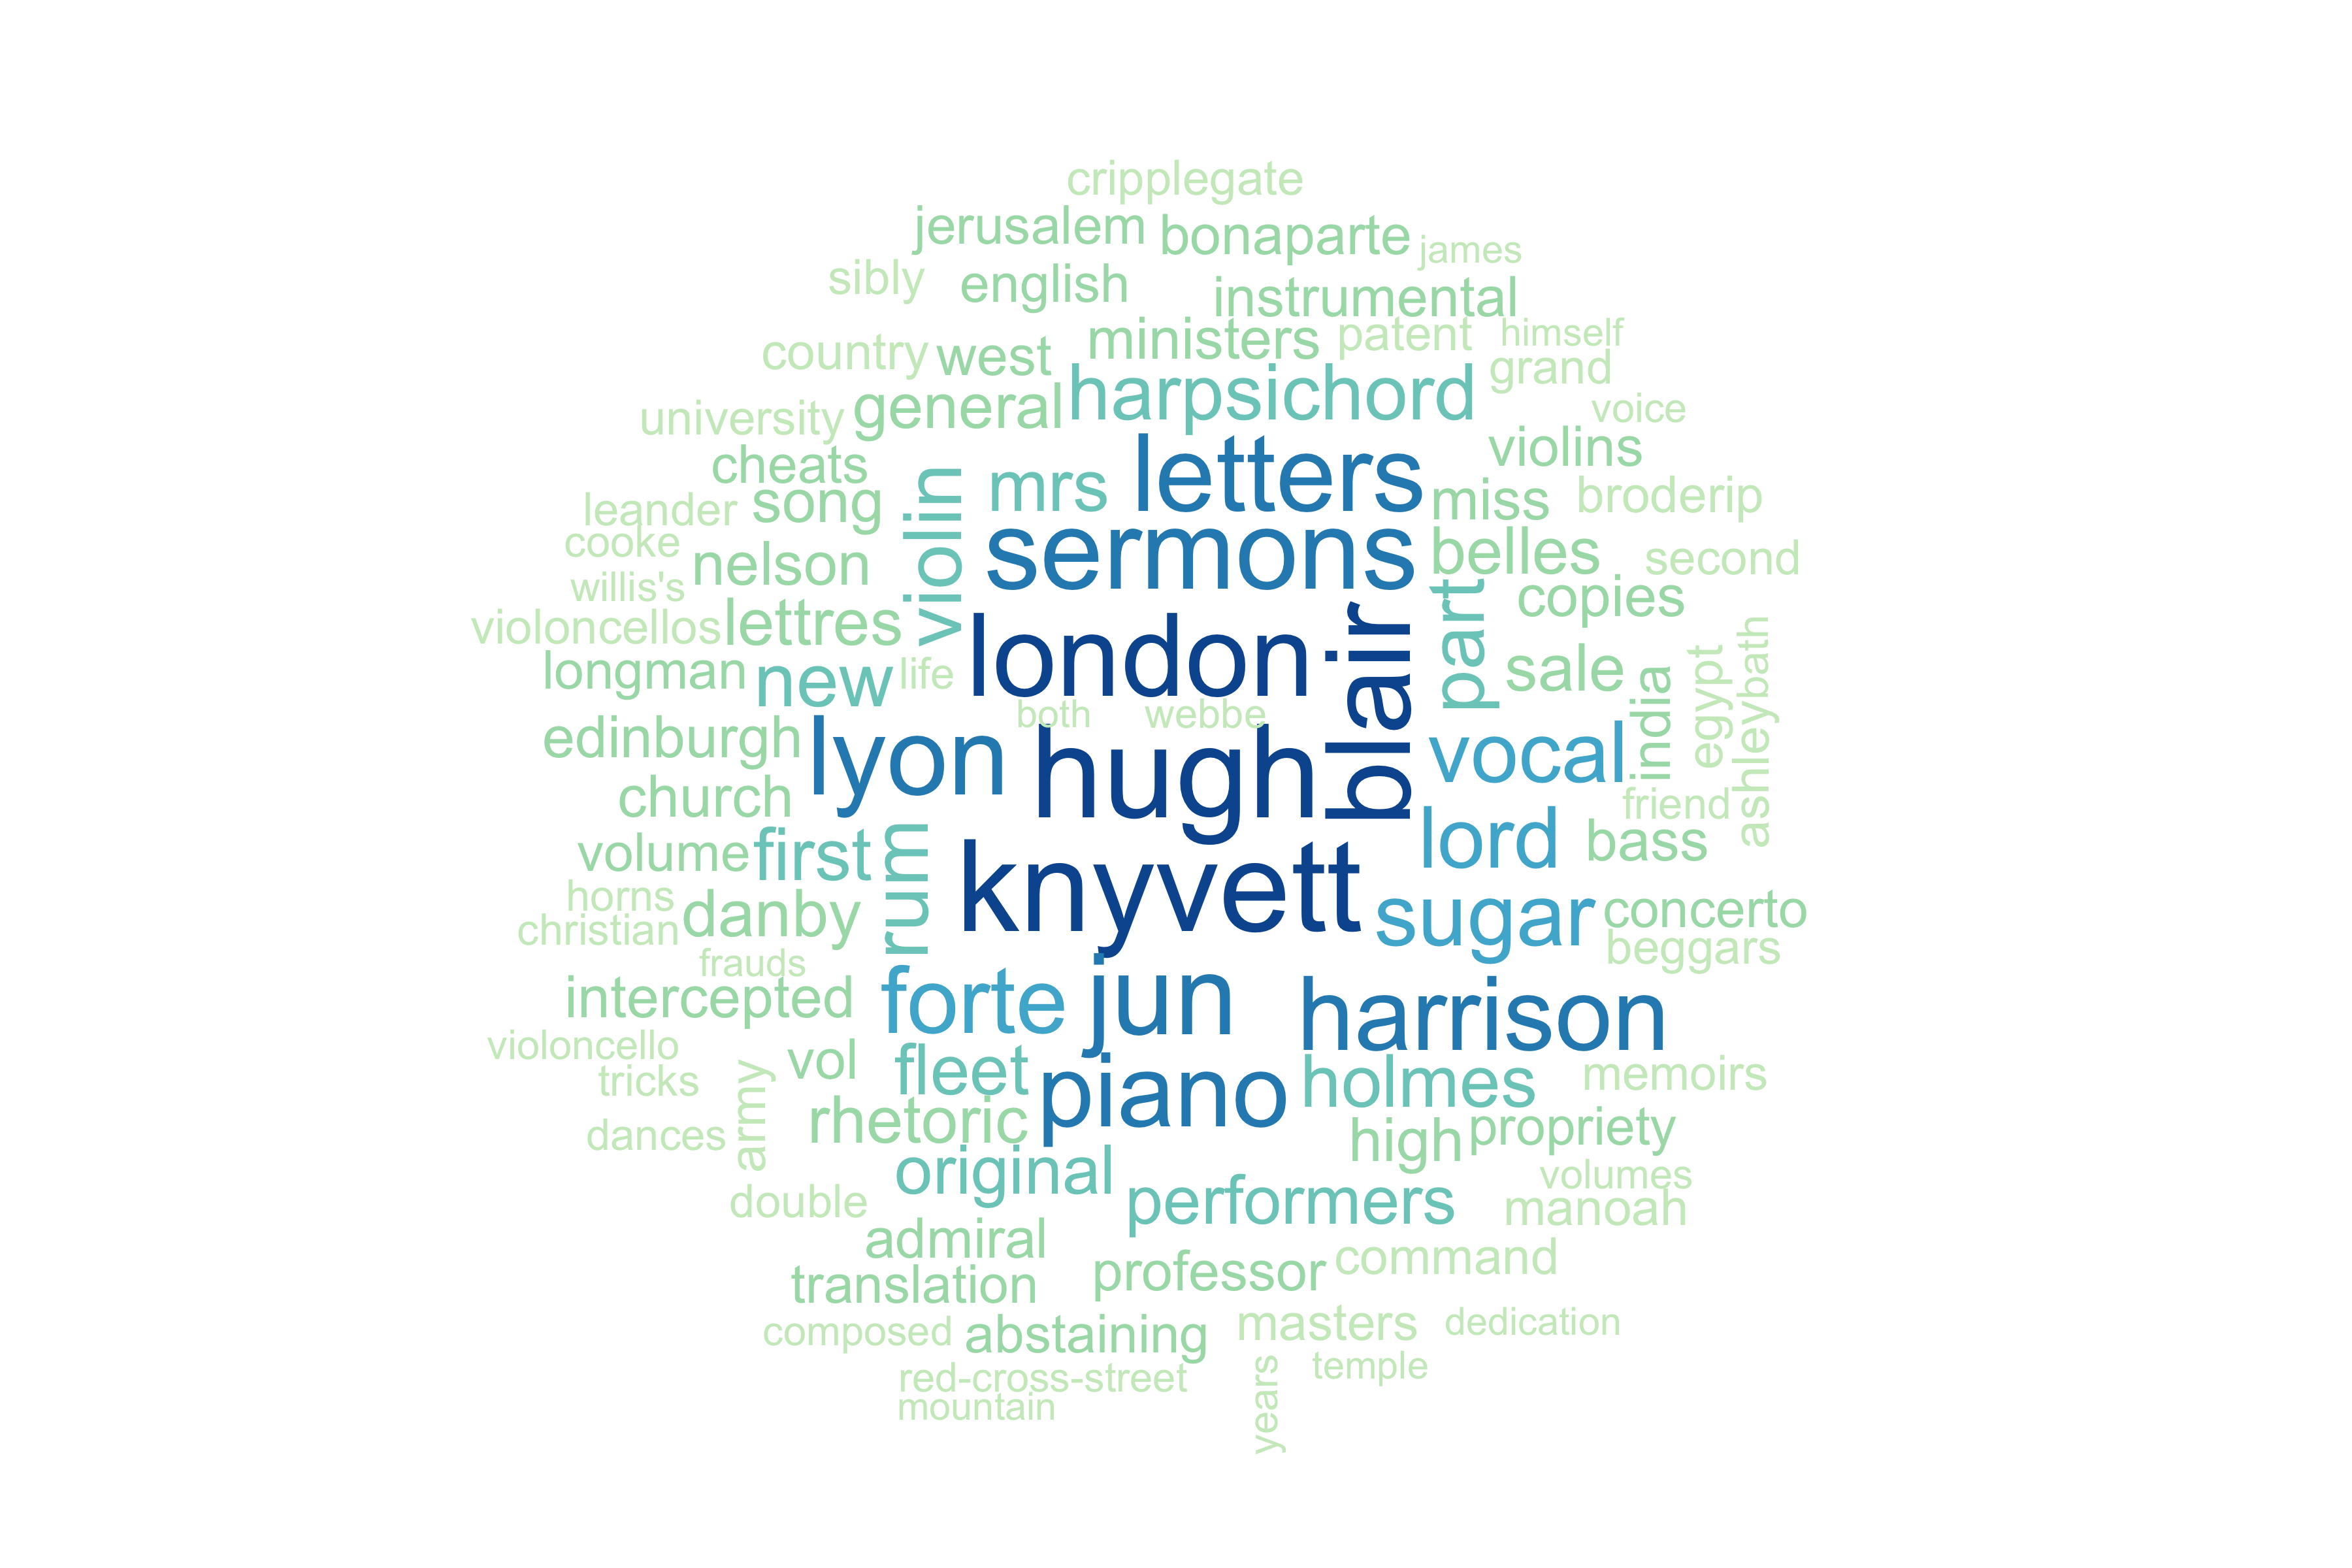 cripplegate
jerusalem bonaparte james
sibly english instrumental
country west ministers patent himself
university general harpsichord grand
voice
cheats violin mrs letters violins
leander song miss broderip
cooke nelson sermons belles second
willis's lettres part copies
violoncellos
longman new life london blair sale india egypt bath
both webbe
edinburgh lyon hugh vocal ashley
church friend
volume first rum lord bass
horns danby knyvett sugar concerto
christian beggars
frauds
intercepted forte jun harrison
violoncello vol fleet piano holmes memoirs
tricks army
dances rhetoric high propriety
original volumes
double performers manoah
admiral command
translation professor
composed abstaining masters dedication
red-cross-street years temple
mountain